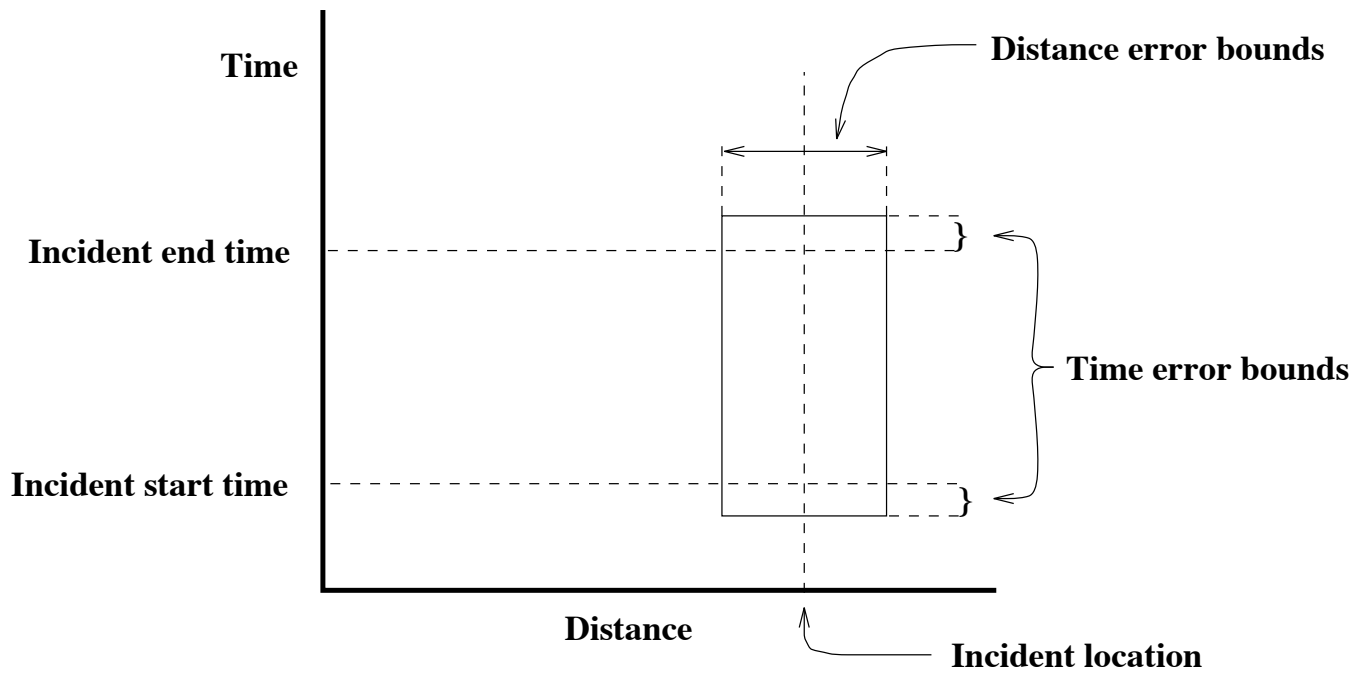 Distance error bounds
Time
Incident end time
}
Time error bounds
Incident start time
}
Distance
Incident location